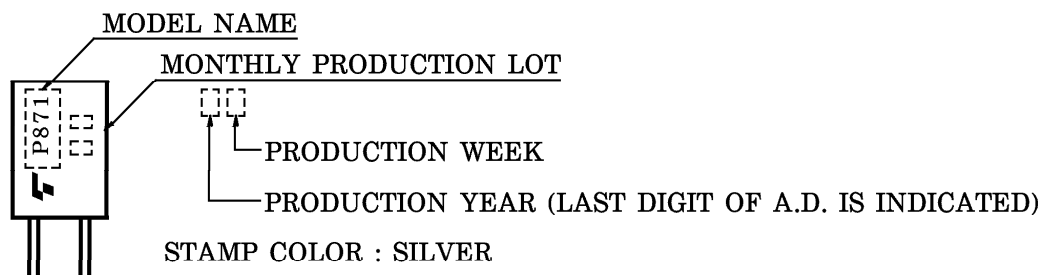 MODEL NAME
MONTHLY PRODUCTION LOT
P871
PRODUCTION WEEK
PRODUCTION YEAR (LAST DIGIT OF A.D. IS INDICATED)
STAMP COLOR : SILVER